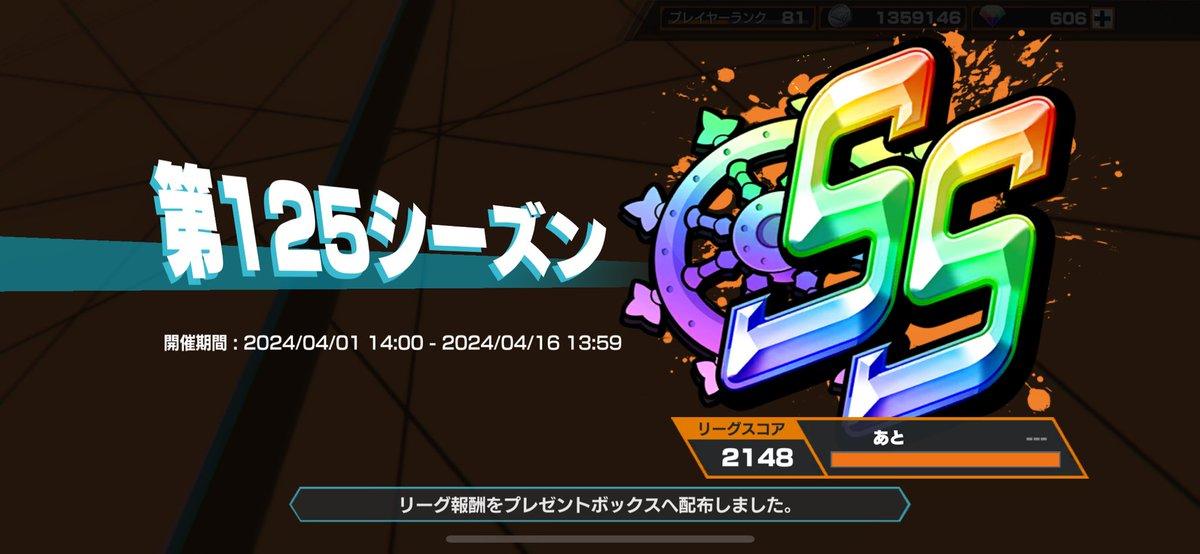 プレイヤーランク 81 1359146 606
SS
第125シーズン
開催期間 : 2024/04/01 14:00 - 2024/04/16 13:59
リーグスコア
2148
あと ---
リーグ報酬をプレゼントボックスへ配布しました。